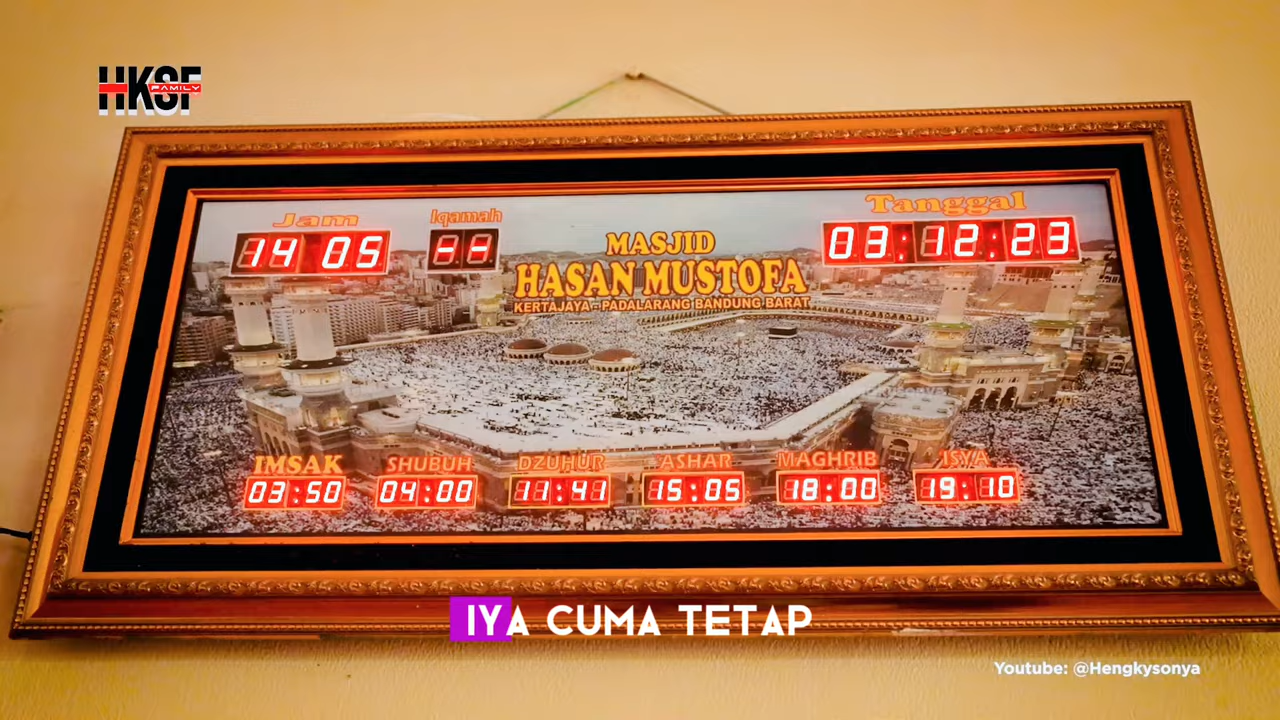 HKSF
FAMILY
Jam
Iqamah
Tanggal
14 05
--
03:12:23
MASJID
HASAN MUSTOFA
KERTAJAYA - PADALARANG BANDUNG BARAT
IMSAK
SHUBUH
DZUHUR
ASHAR
MAGHRIB
ISYA
03:50
04:00
11:41
15:05
18:00
19:10
IYA CUMA TETAP
Youtube: @Hengkysonya